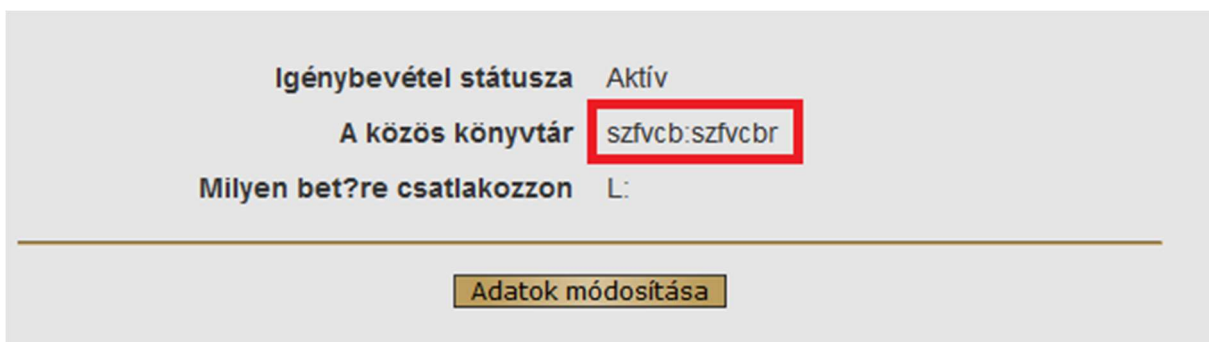 Igénybevétel státusza Aktív
A közös könyvtár szfvcb:szfvcbr
Milyen bet?re csatlakozzon L:
Adatok módosítása